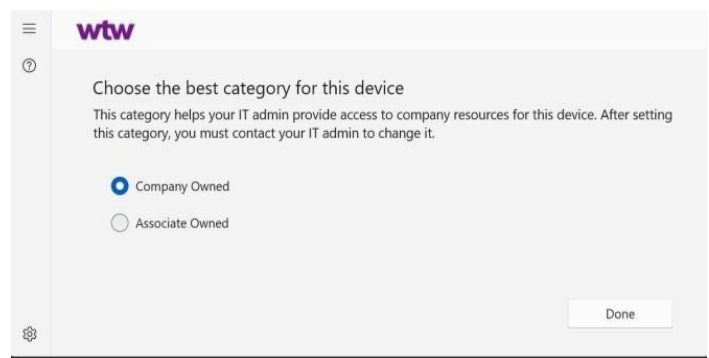 wtw
Choose the best category for this device
This category helps your IT admin provide access to company resources for this device. After setting
this category, you must contact your IT admin to change it.
Company Owned
Associate Owned
Done